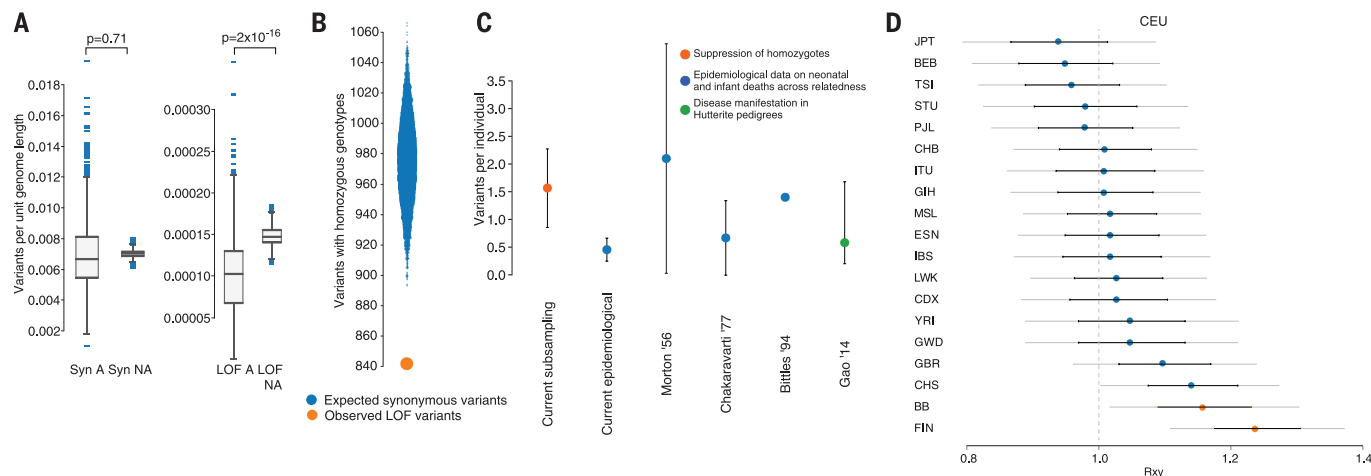 A
p=0.71
p=2x10-16
Variants per unit genome length
0.018
0.016
0.014
0.012
0.010
0.008
0.006
0.004
0.002
Syn A Syn NA
0.00030
0.00025
0.00020
0.00015
0.00010
0.00005
LOF A LOF
NA
B
Variants with homozygous genotypes
1060
1040
1020
1000
980
960
940
920
900
880
860
840
Expected synonymous variants
Observed LOF variants
C
Variants per individual
3.5
3.0
2.5
2.0
1.5
1.0
0.5
0.0
Suppression of homozygotes
Epidemiological data on neonatal
and infant deaths across relatedness
Disease manifestation in
Hutterite pedigrees
Current subsampling
Current epidemiological
Morton '56
Chakaravarti '77
Bittles '94
Gao '14
D
CEU
JPT
BEB
TSI
STU
PJL
CHB
ITU
GIH
MSL
ESN
IBS
LWK
CDX
YRI
GWD
GBR
CHS
BB
FIN
0.8
1.0
1.2
1.4
Rxy